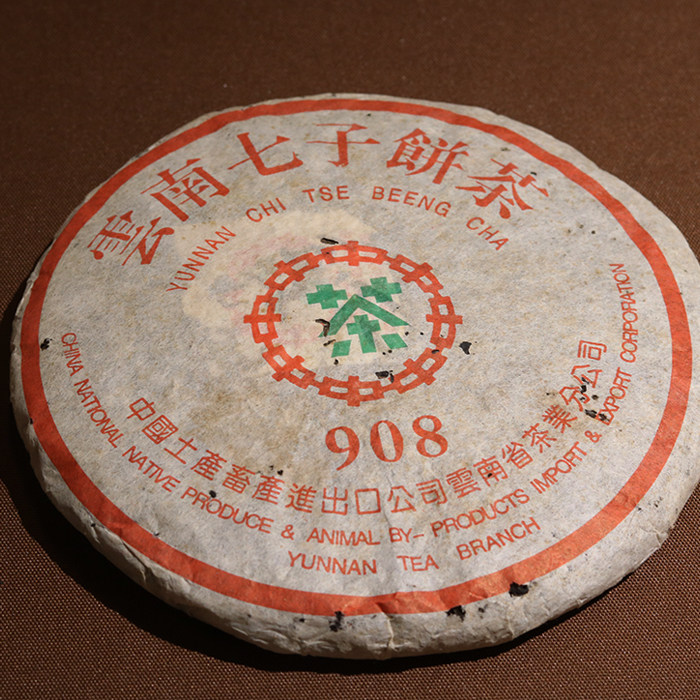 雲南七子餅茶
YUNNAN CHI TSE BEENG CHA
茶
908
中國土產畜產進出口公司雲南省茶業分公司
CHINA NATIONAL NATIVE PRODUCE & ANIMAL BY-PRODUCTS IMPORT & EXPORT CORPORATION
YUNNAN TEA BRANCH